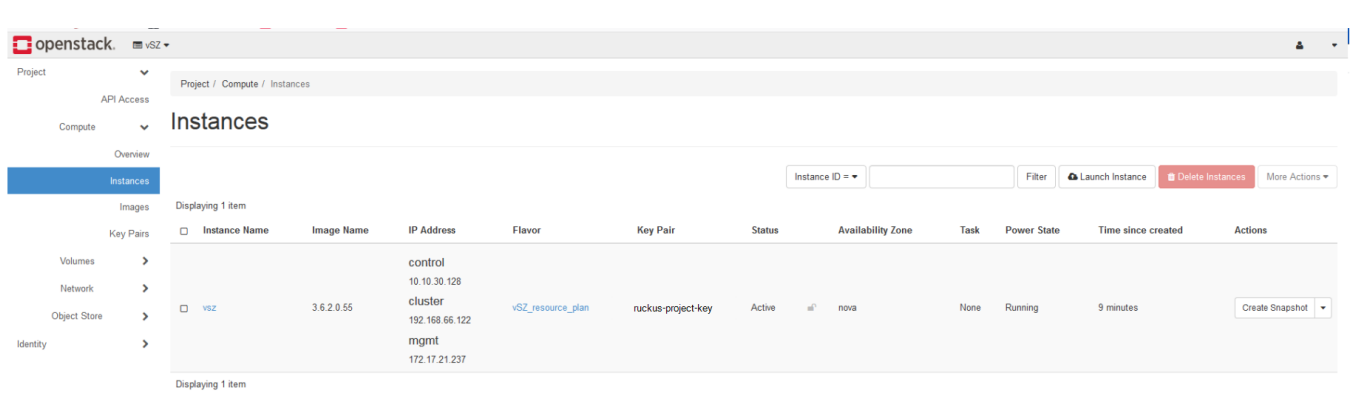 openstack. vSZ
Project
API Access
Compute
Overview
Instances
Images
Key Pairs
Volumes
Network
Object Store
Identity
Project / Compute / Instances
Instances
Instance ID = Filter Launch Instance Delete Instances More Actions
Displaying 1 item
Instance Name Image Name IP Address Flavor Key Pair Status Availability Zone Task Power State Time since created Actions
control
10.10.30.128
cluster
vsz 3.6.2.0.55 vSZ_resource_plan ruckus-project-key Active nova None Running 9 minutes Create Snapshot
192.168.66.122
mgmt
172.17.21.237
Displaying 1 item